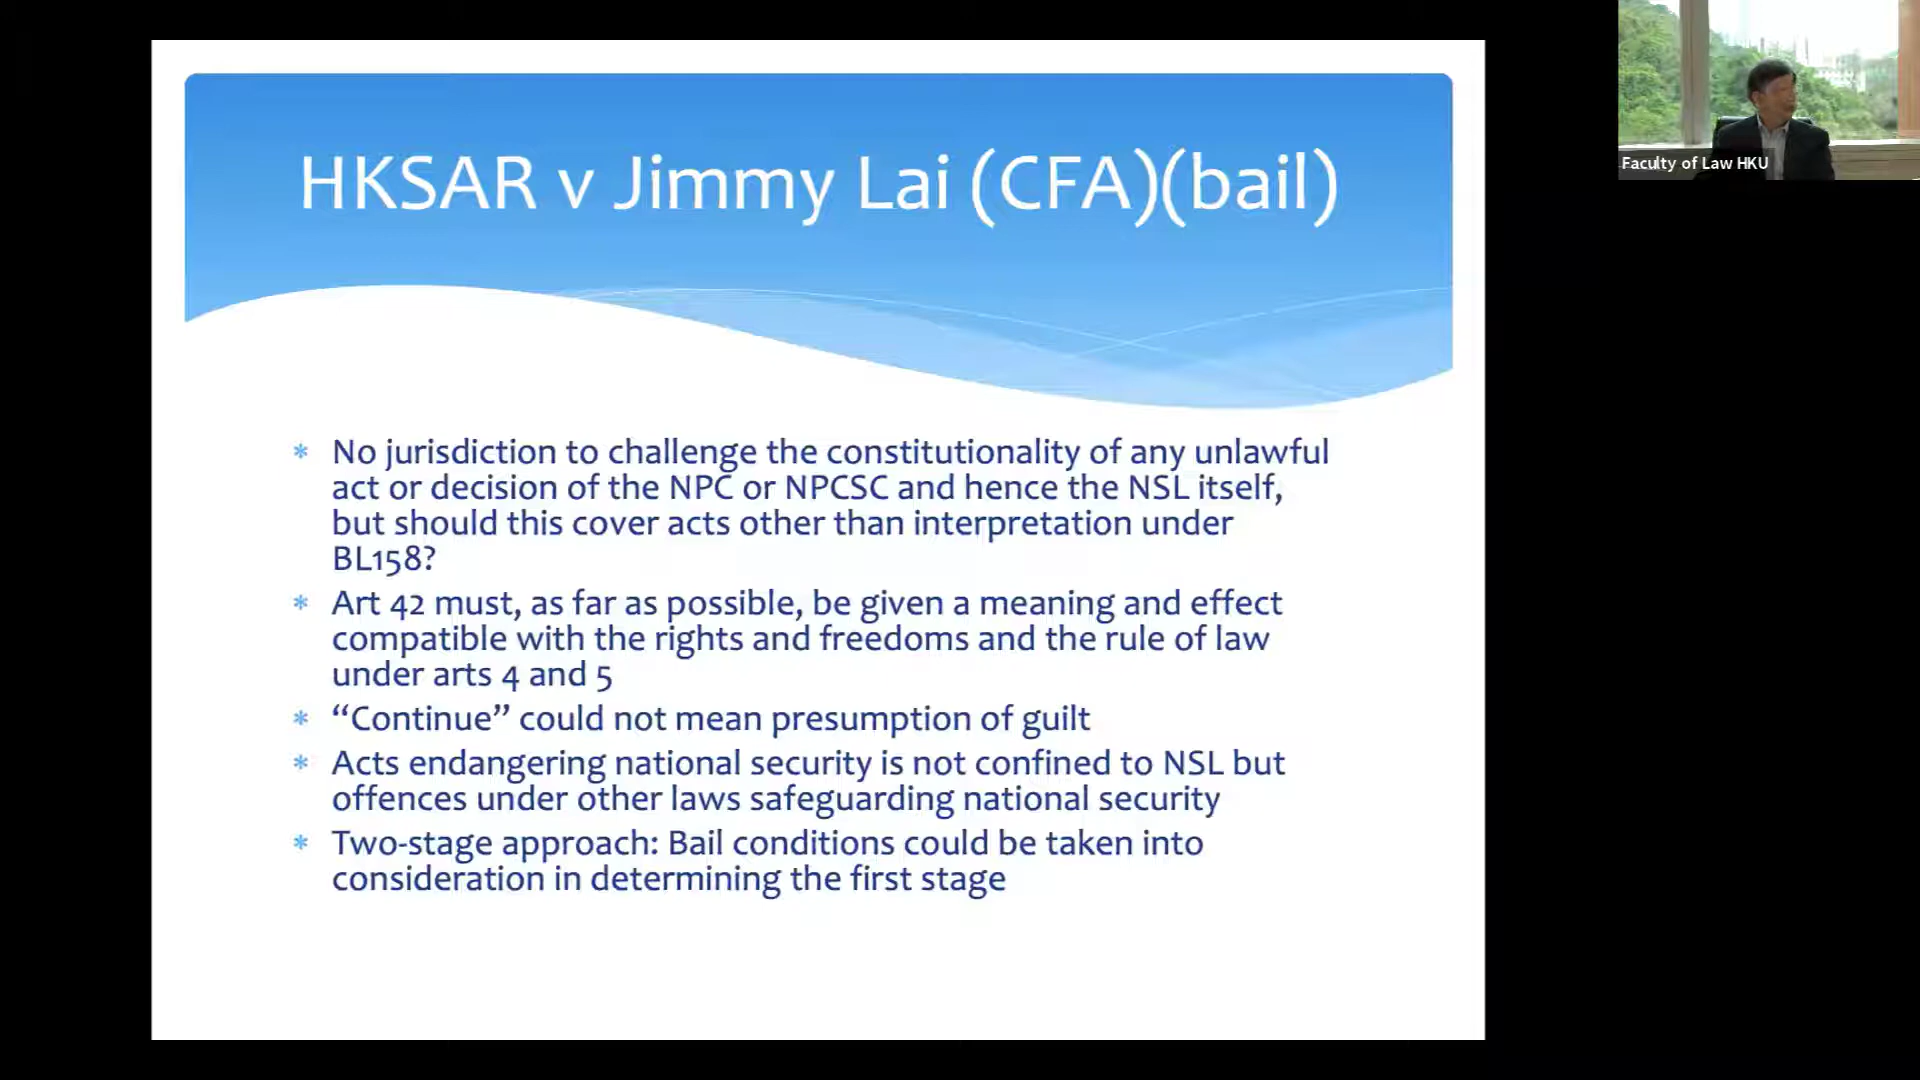 HKSAR v Jimmy Lai (CFA)(bail)
Faculty of Law HKU
* No jurisdiction to challenge the constitutionality of any unlawful
act or decision of the NPC or NPCSC and hence the NSL itself,
but should this cover acts other than interpretation under
BL158?
* Art 42 must, as far as possible, be given a meaning and effect
compatible with the rights and freedoms and the rule of law
under arts 4 and 5
* “Continue” could not mean presumption of guilt
* Acts endangering national security is not confined to NSL but
offences under other laws safeguarding national security
* Two-stage approach: Bail conditions could be taken into
consideration in determining the first stage